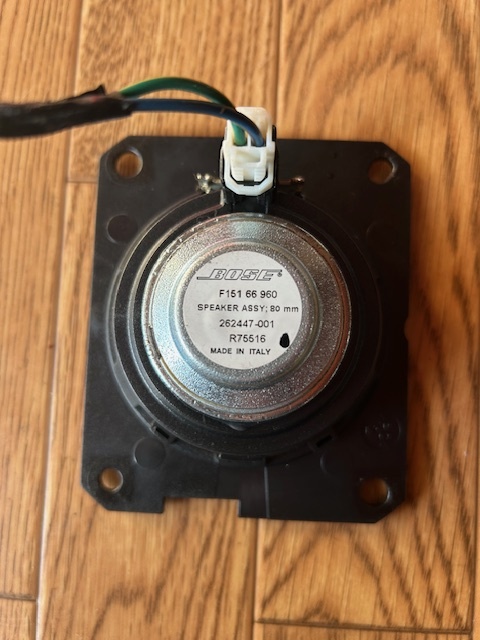 BOSE®
F151 66 960
SPEAKER ASSY; 80 mm
262447-001
R75516
MADE IN ITALY